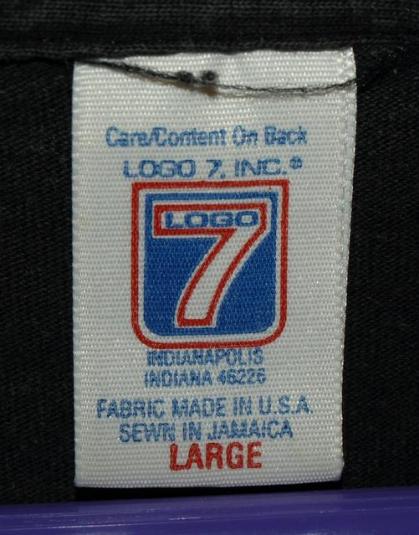 Care/Content On Back
LOGO 7, INC.®
LOGO
7
INDIANAPOLIS
INDIANA 46226
FABRIC MADE IN U.S.A.
SEWN IN JAMAICA
LARGE